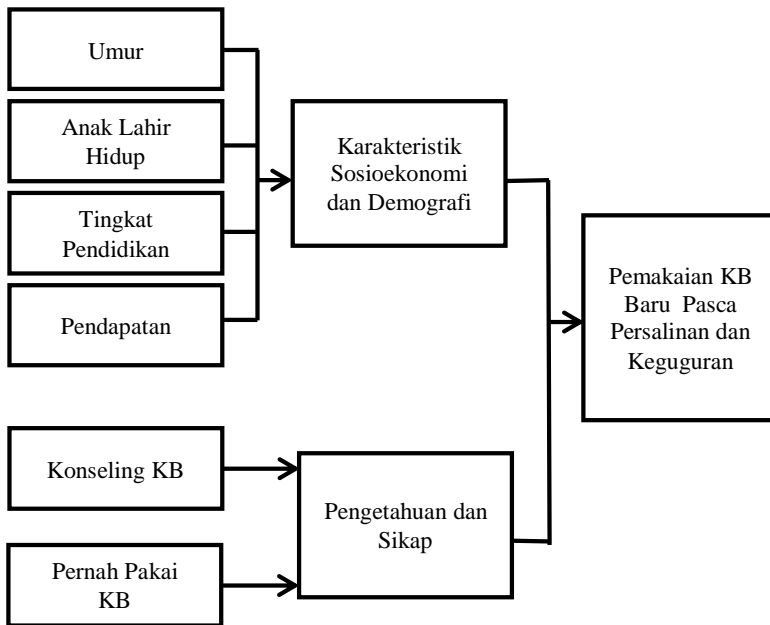 Umur
Anak Lahir
Hidup
Tingkat
Pendidikan
Pendapatan
Karakteristik
Sosioekonomi
dan Demografi
Konseling KB
Pernah Pakai
KB
Pengetahuan dan
Sikap
Pemakaian KB
Baru Pasca
Persalinan dan
Keguguran